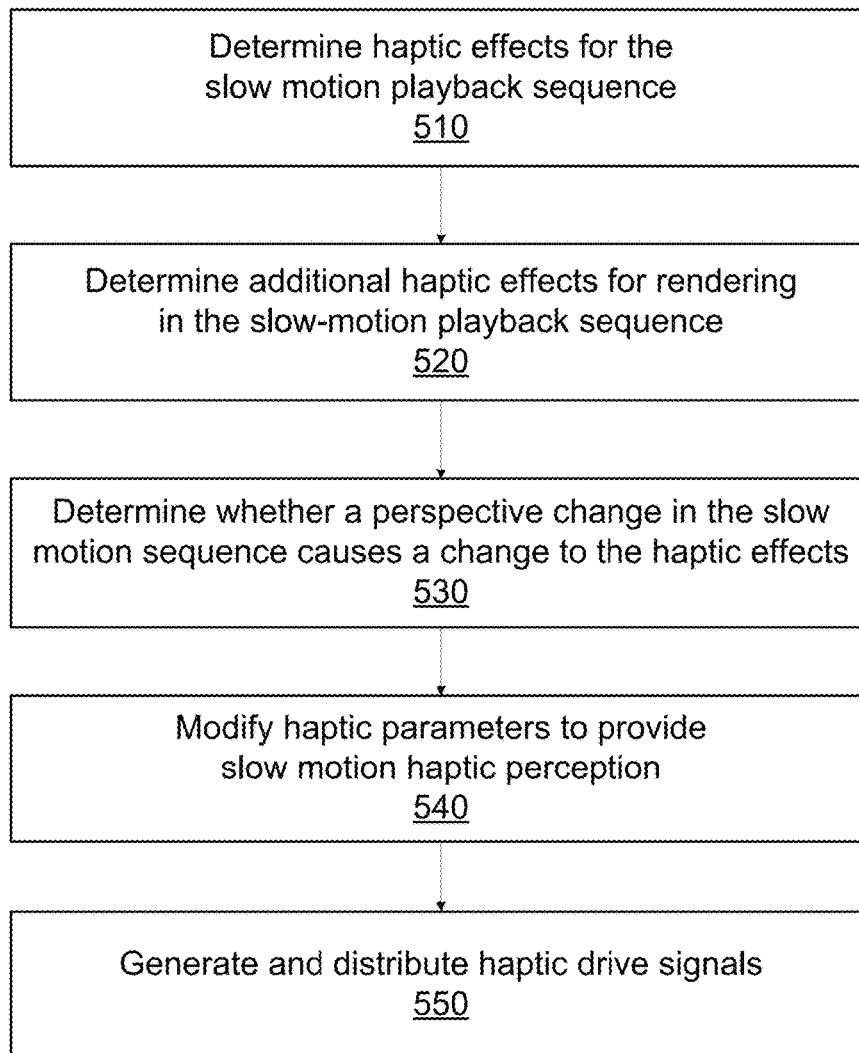 Determine haptic effects for the
slow motion playback sequence
510
Determine additional haptic effects for rendering
in the slow-motion playback sequence
520
Determine whether a perspective change in the slow
motion sequence causes a change to the haptic effects
530
Modify haptic parameters to provide
slow motion haptic perception
540
Generate and distribute haptic drive signals
550